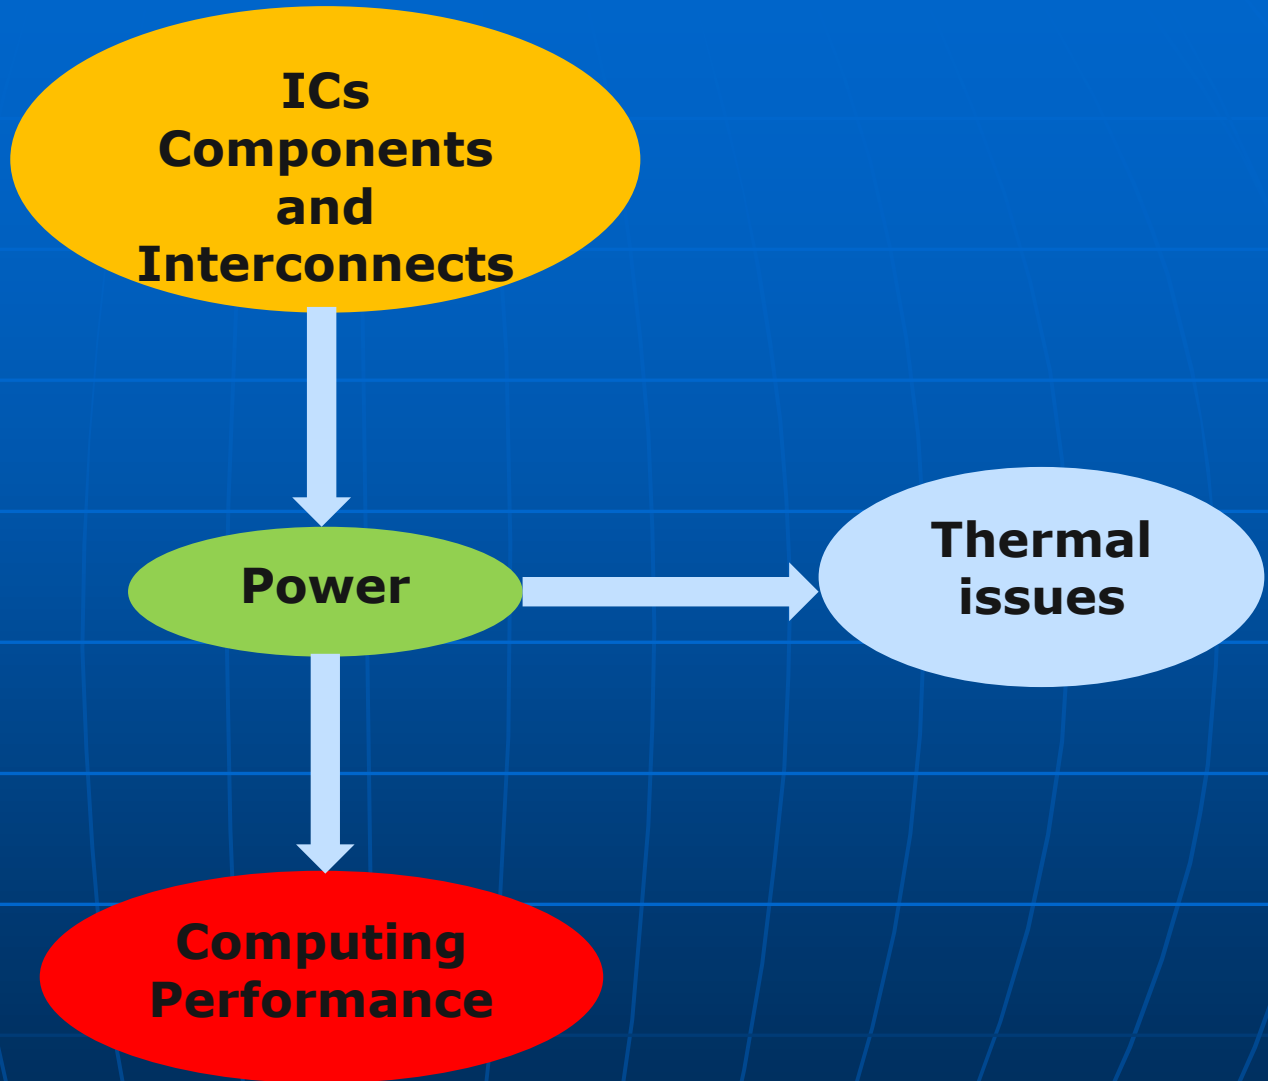 ICs
Components
and
Interconnects
Power
Thermal
issues
Computing
Performance